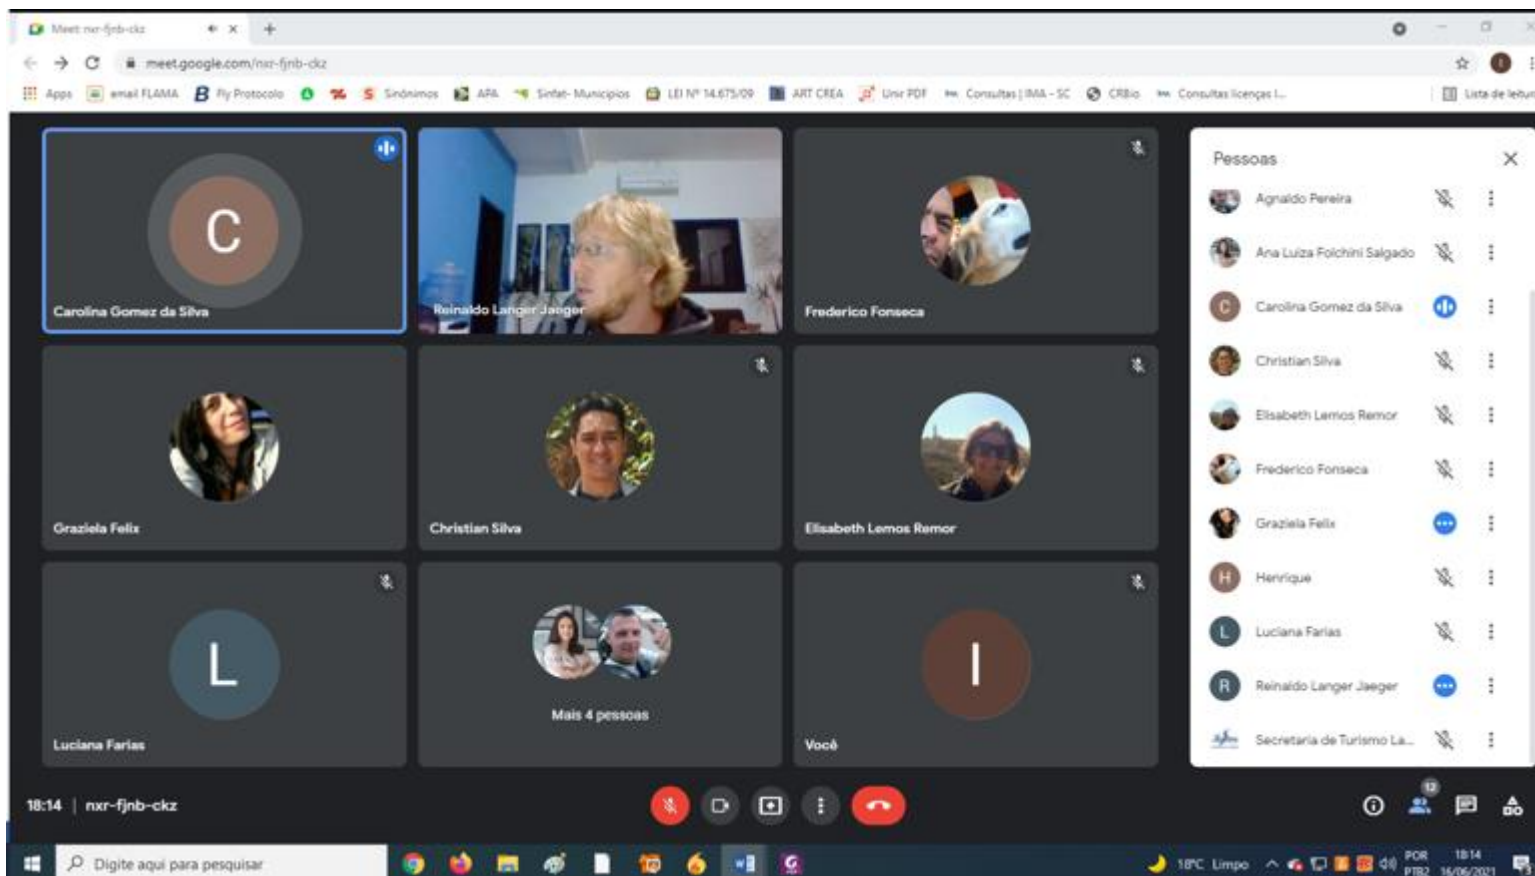 Meet: nxr-fjnb-ckz
meet.google.com/nxr-fjnb-ckz
Apps email FLAMA Fly Protocolo Sinônimos APA Sinfat- Municipios LEI Nº 14.675/09 ART CREA Unir PDF Consultas | IMA - SC CRBio Consultas licenças I...
Lista de leitur
C
Carolina Gomez da Silva
Reinaldo Langer Jaeger
Frederico Fonseca
Graziela Felix
Christian Silva
Elisabeth Lemos Remor
L
Luciana Farias
Mais 4 pessoas
I
Você
Pessoas
Agnaldo Pereira
Ana Luiza Folchini Salgado
C Carolina Gomez da Silva
Christian Silva
Elisabeth Lemos Remor
Frederico Fonseca
Graziela Felix
H Henrique
L Luciana Farias
R Reinaldo Langer Jaeger
Secretaria de Turismo La...
18:14 | nxr-fjnb-ckz
12
Digite aqui para pesquisar
18°C Limpo
POR
PTB2
18:14
16/06/2021